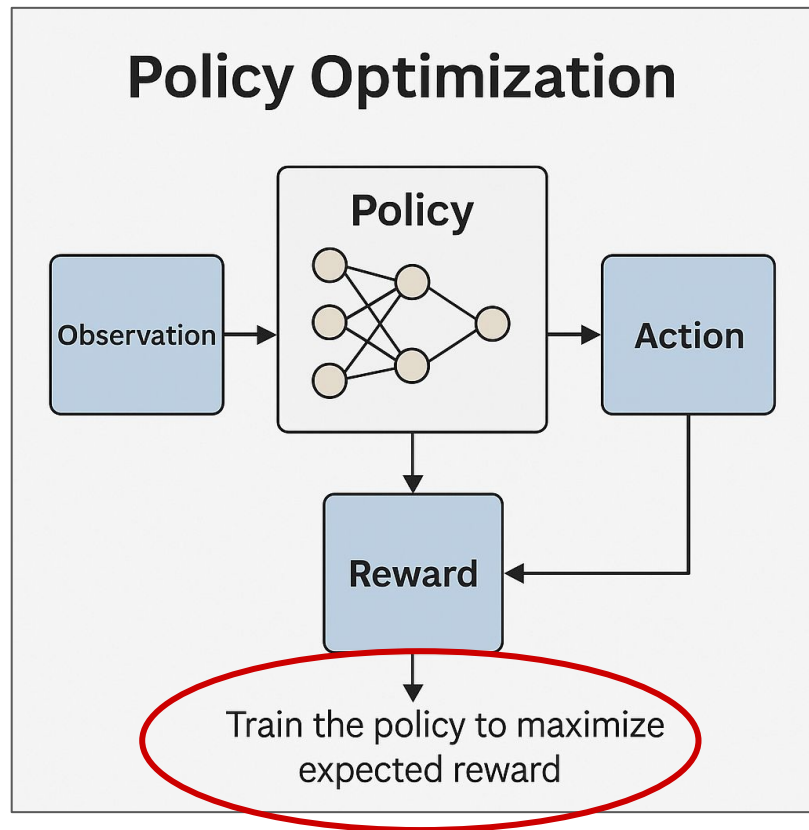 Policy Optimization
Policy
Observation
Action
Reward
Train the policy to maximize
expected reward